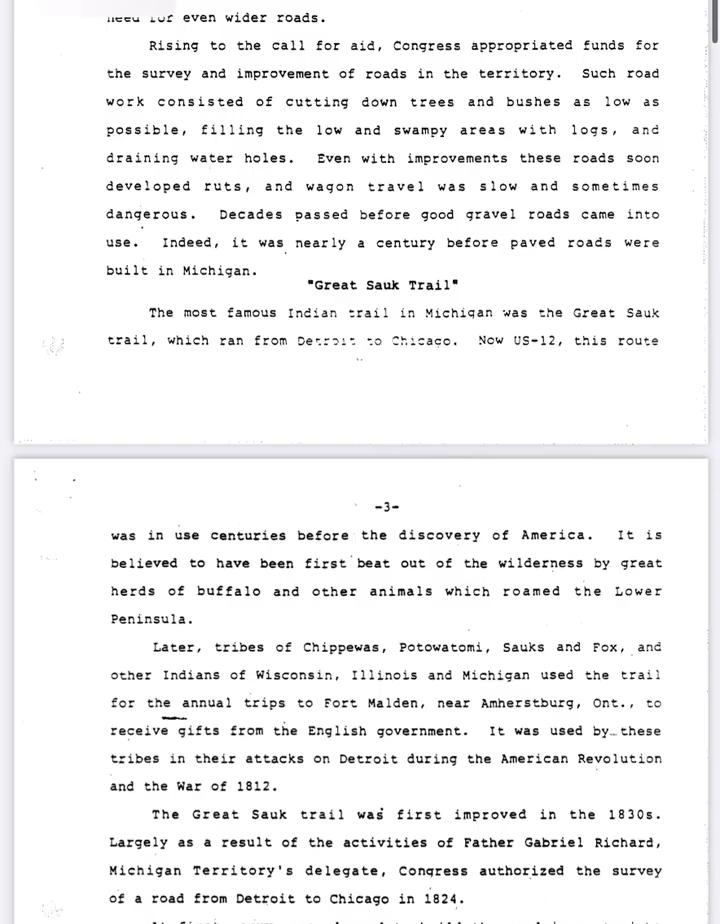 need for even wider roads.
Rising to the call for aid, Congress appropriated funds for
the survey and improvement of roads in the territory. Such road
work consisted of cutting down trees and bushes as low as
possible, filling the low and swampy areas with logs, and
draining water holes. Even with improvements these roads soon
developed ruts, and wagon travel was slow and sometimes
dangerous. Decades passed before good gravel roads came into
use. Indeed, it was nearly a century before paved roads were
built in Michigan.
"Great Sauk Trail"
The most famous Indian trail in Michigan was the Great Sauk
trail, which ran from Detroit to Chicago. Now US-12, this route
-3-
was in use centuries before the discovery of America. It is
believed to have been first beat out of the wilderness by great
herds of buffalo and other animals which roamed the Lower
Peninsula.
Later, tribes of Chippewas, Potowatomi, Sauks and Fox, and
other Indians of Wisconsin, Illinois and Michigan used the trail
for the annual trips to Fort Malden, near Amherstburg, Ont., to
receive gifts from the English government. It was used by these
tribes in their attacks on Detroit during the American Revolution
and the War of 1812.
The Great Sauk trail was first improved in the 1830s.
Largely as a result of the activities of Father Gabriel Richard,
Michigan Territory's delegate, Congress authorized the survey
of a road from Detroit to Chicago in 1824.